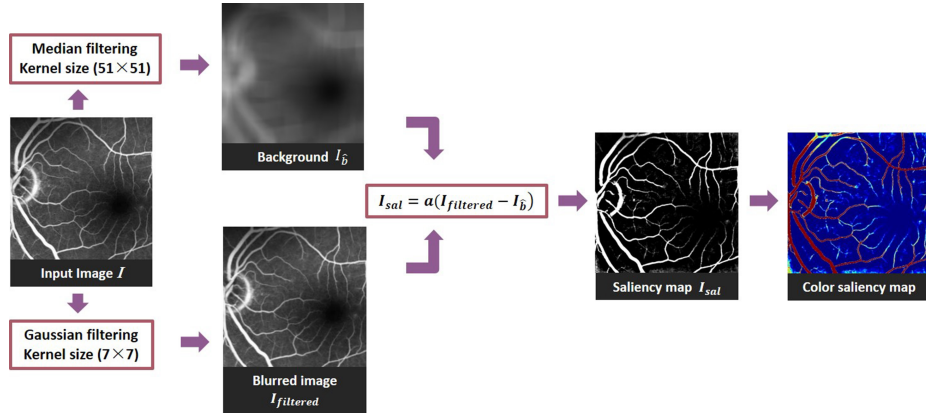 Median filtering
Kernel size (51×51)
Background I_b̂
Input Image I
I_sal = a(I_filtered − I_b̂)
Saliency map I_sal
Color saliency map
Gaussian filtering
Kernel size (7×7)
Blurred image
I_filtered